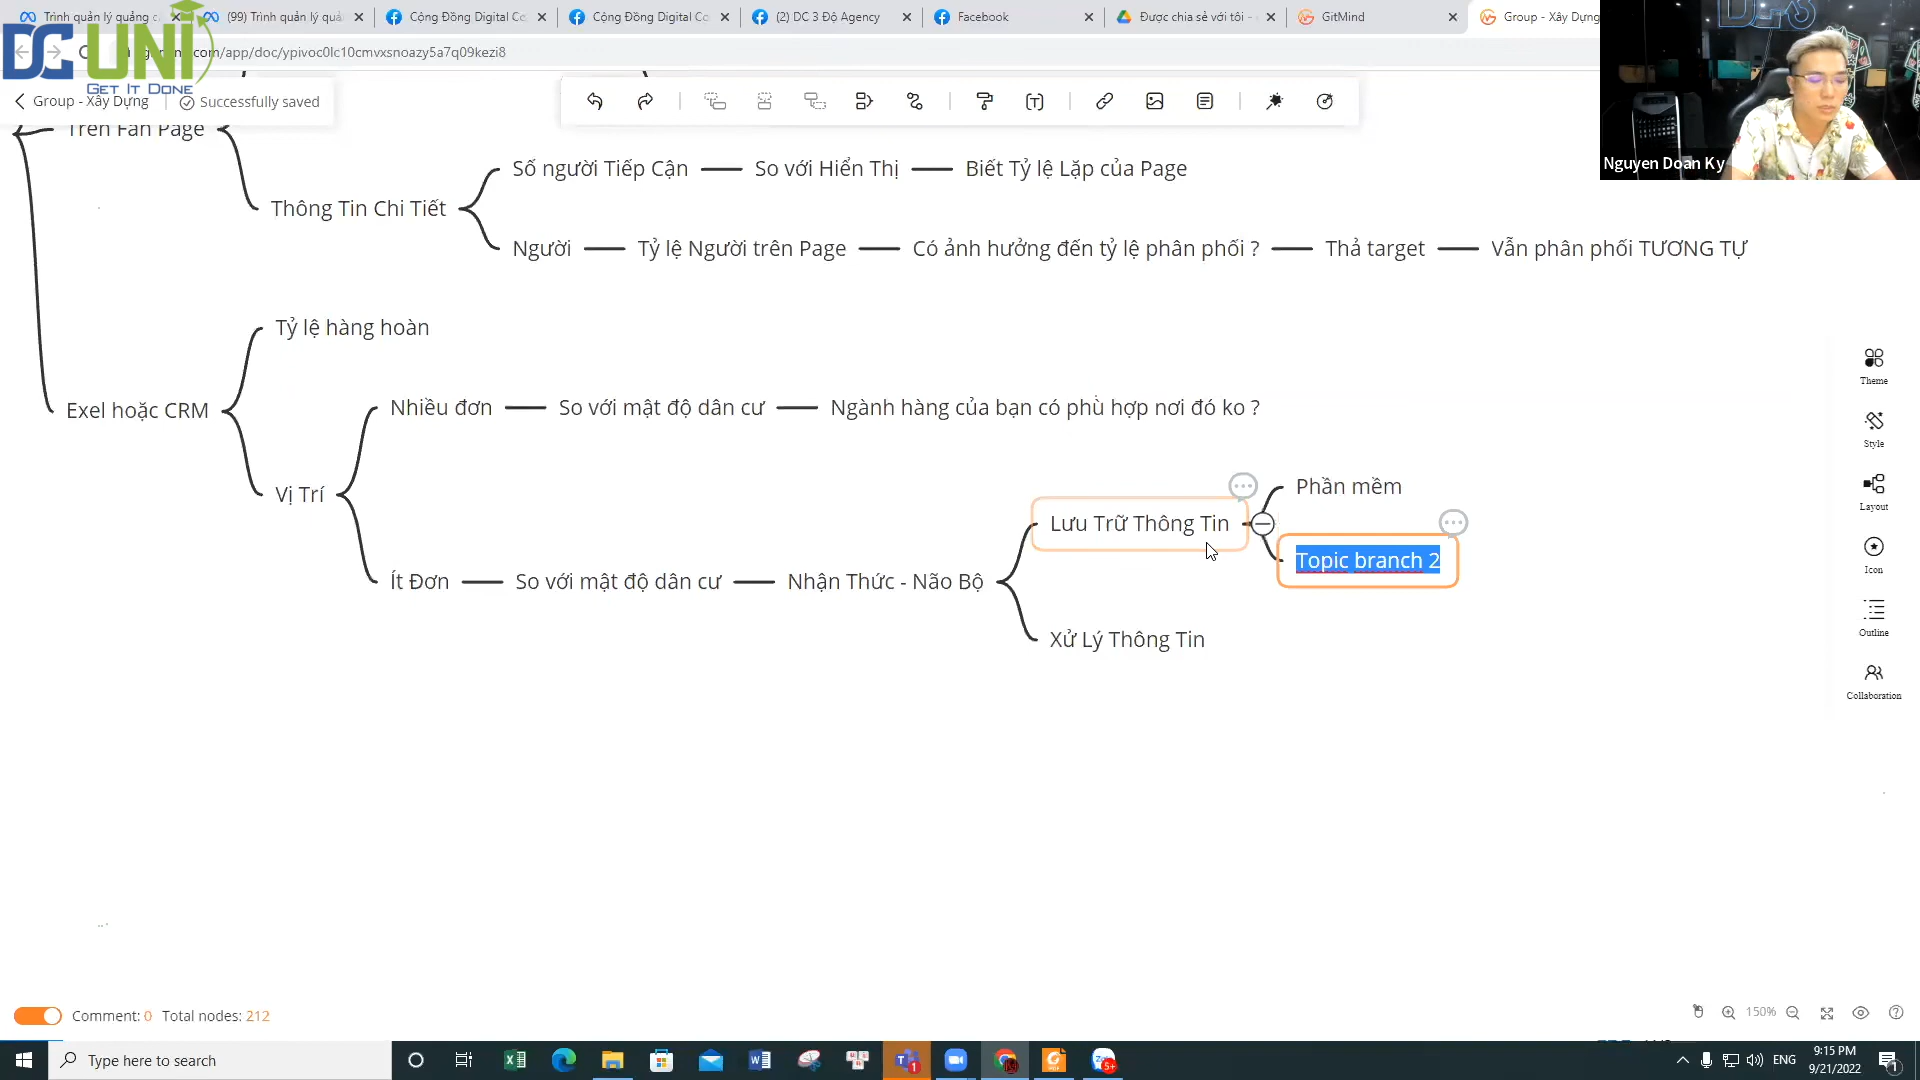 Trình quản lý quảng c
(99) Trình quản lý quả
Cộng Đồng Digital Co
Cộng Đồng Digital Co
(2) DC 3 Độ Agency
Facebook
Được chia sẻ với tôi -
GitMind
Group - Xây Dựng
DC UNI
GET IT DONE
com/app/doc/ypivoc0lc10cmvxsnoazy5a7q09kezi8
Group - Xây Dựng
Successfully saved
Nguyen Doan Ky
Trên Fan Page
Số người Tiếp Cận
So với Hiển Thị
Biết Tỷ lệ Lặp của Page
Thông Tin Chi Tiết
Người
Tỷ lệ Người trên Page
Có ảnh hưởng đến tỷ lệ phân phối ?
Thả target
Vẫn phân phối TƯƠNG TỰ
Tỷ lệ hàng hoàn
Exel hoặc CRM
Nhiều đơn
So với mật độ dân cư
Ngành hàng của bạn có phù hợp nơi đó ko ?
Vị Trí
Phần mềm
Lưu Trữ Thông Tin
Topic branch 2
Ít Đơn
So với mật độ dân cư
Nhận Thức - Não Bộ
Xử Lý Thông Tin
Theme
Style
Layout
Icon
Outline
Collaboration
Comment: 0 Total nodes: 212
150%
Type here to search
ENG
9:15 PM
9/21/2022